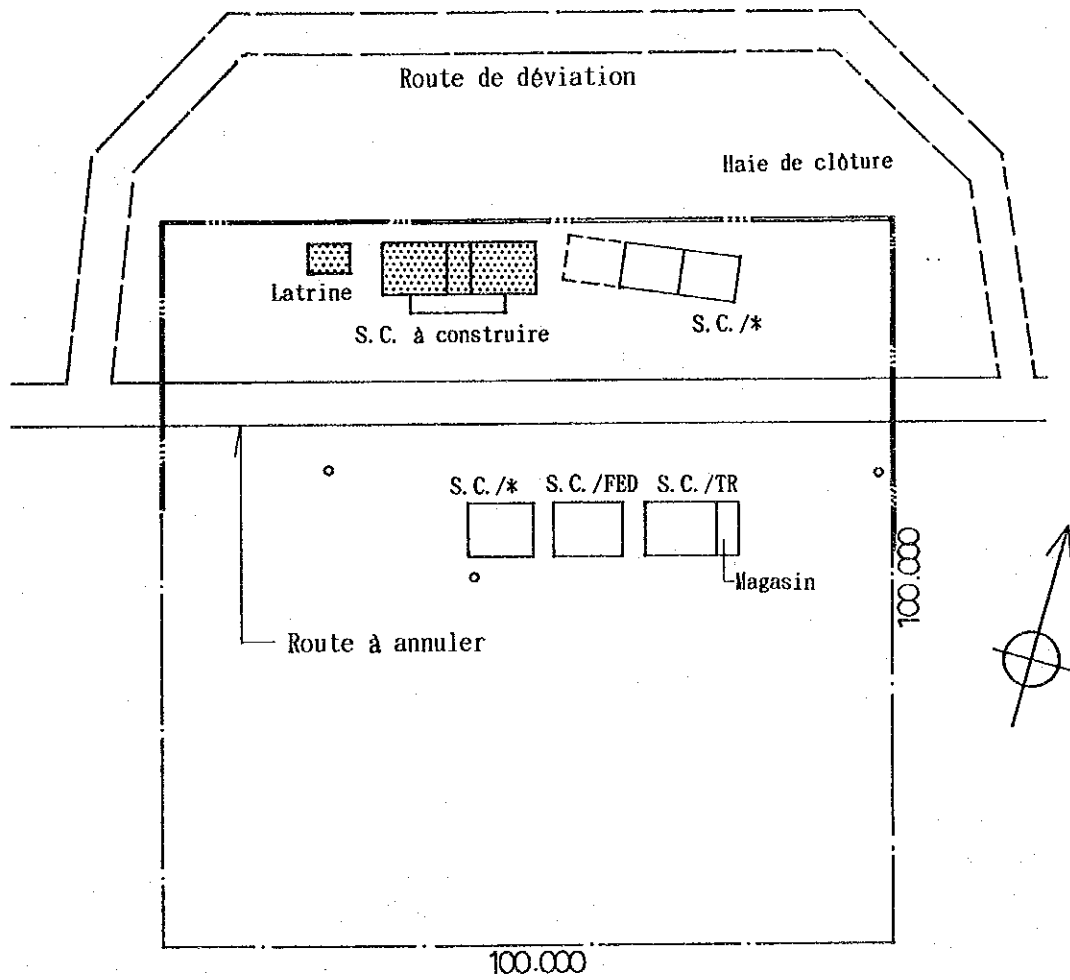 Route de déviation
Haie de clôture
Latrine
S.C. à construire
S.C./*
S.C./* S.C./FED S.C./TR
Magasin
100.000
Route à annuler
100.000